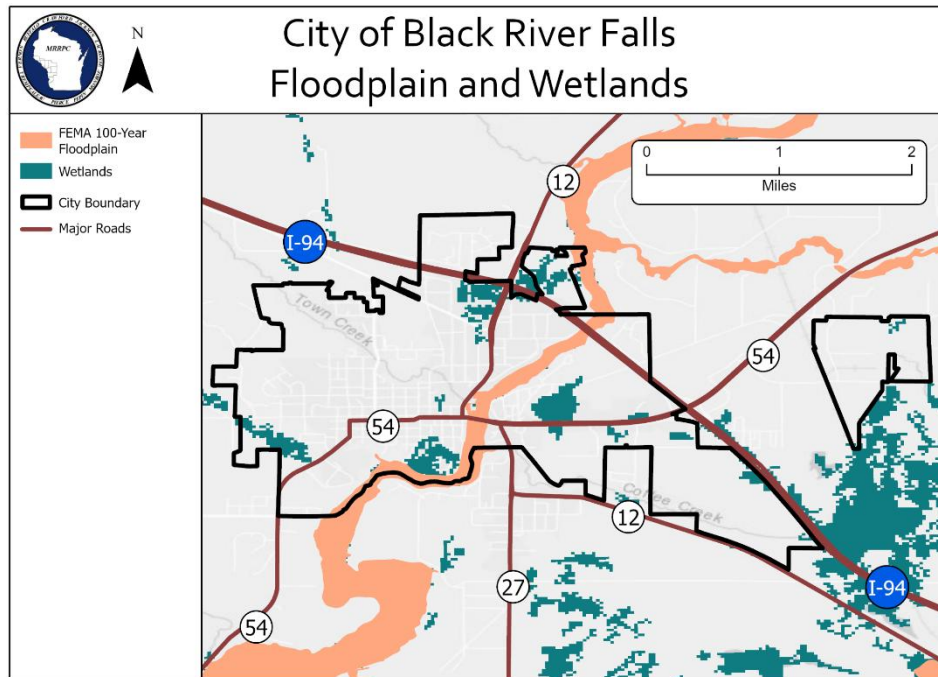 MRRPC
N
City of Black River Falls
Floodplain and Wetlands
FEMA 100-Year
Floodplain
Wetlands
City Boundary
Major Roads
0 1 2
Miles
12
I-94
54
Town Creek
54
Coffee Creek
12
27
I-94
54